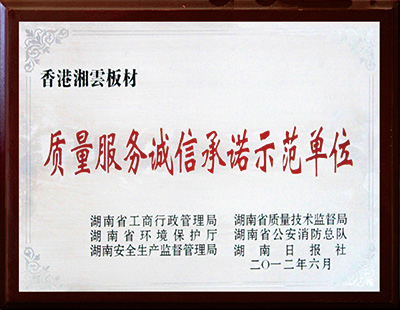 香港湘雲板材
质量服务诚信承诺示范单位
湖南省工商行政管理局 湖南省质量技术监督局
湖南省环境保护厅 湖南省公安消防总队
湖南安全生产监督管理局 湖南日报社
二〇一二年六月